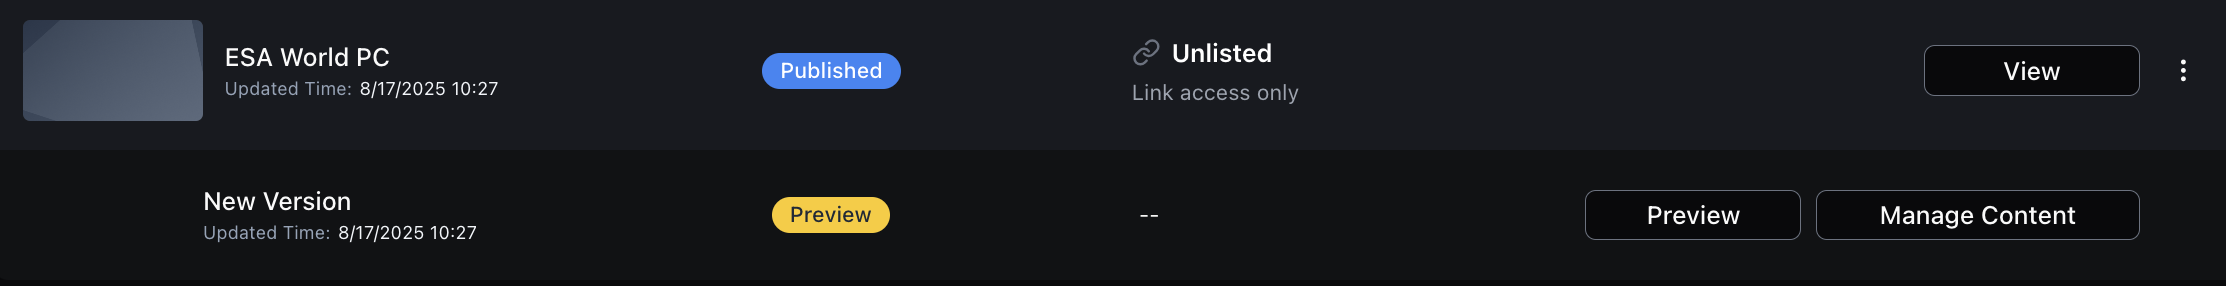 ESA World PC
Updated Time: 8/17/2025 10:27
Published
Unlisted
Link access only
View
New Version
Updated Time: 8/17/2025 10:27
Preview
--
Preview
Manage Content